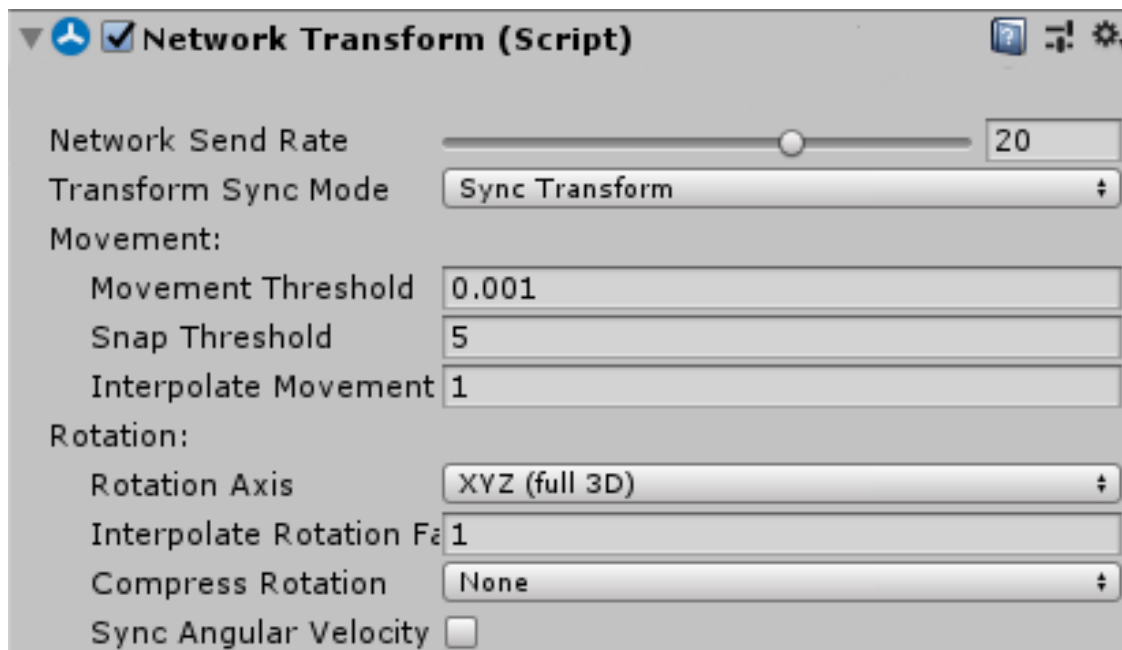 Network Transform (Script)
Network Send Rate 20
Transform Sync Mode Sync Transform
Movement:
Movement Threshold 0.001
Snap Threshold 5
Interpolate Movement 1
Rotation:
Rotation Axis XYZ (full 3D)
Interpolate Rotation Fa 1
Compress Rotation None
Sync Angular Velocity